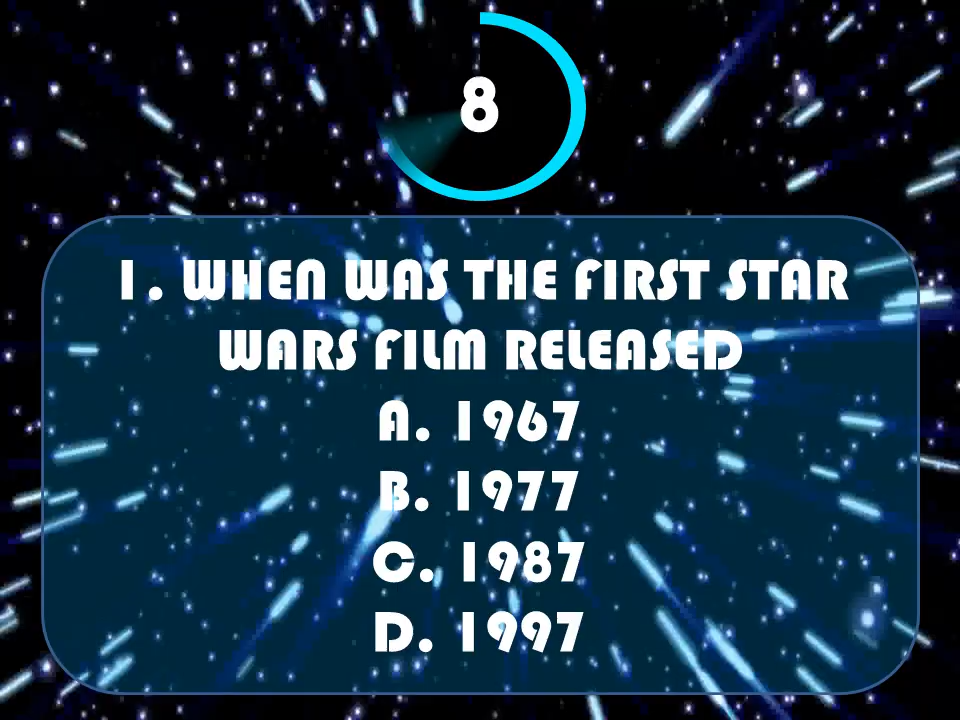 8
1. WHEN WAS THE FIRST STAR
WARS FILM RELEASED
A. 1967
B. 1977
C. 1987
D. 1997